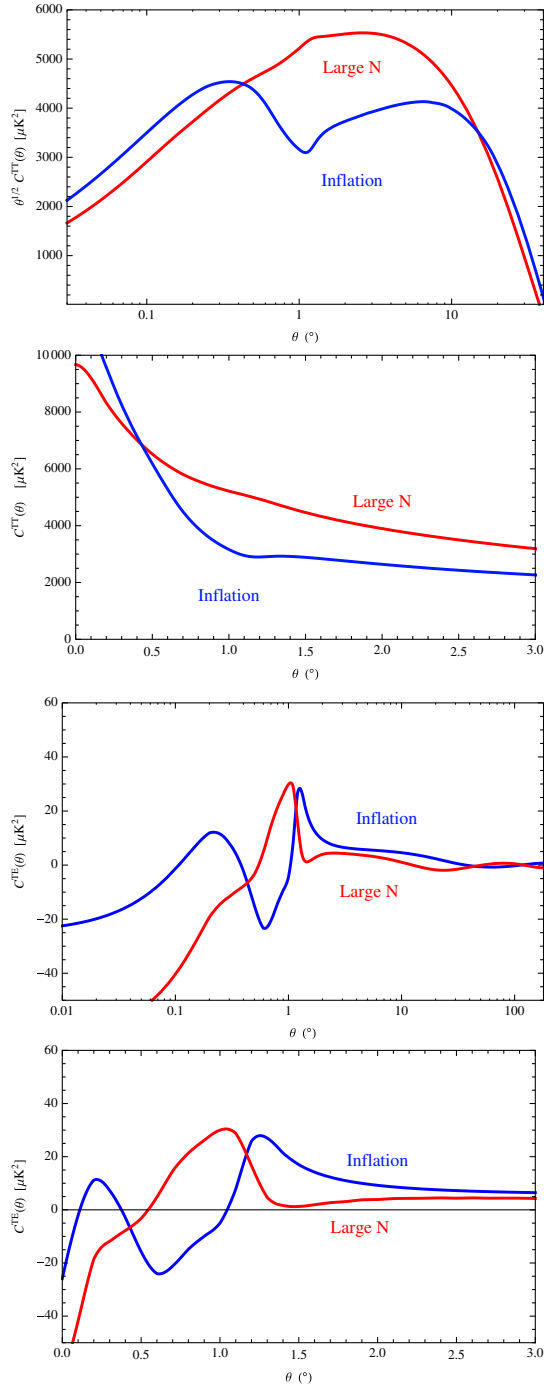 6000
5000
4000
3000
2000
1000
θ^{1/2} C^{TT}(θ) [μK²]
Large N
Inflation
0.1
1
10
θ (°)
10 000
8000
6000
4000
2000
0
C^{TT}(θ) [μK²]
Large N
Inflation
0.0
0.5
1.0
1.5
2.0
2.5
3.0
θ (°)
60
40
20
0
−20
−40
C^{TE}(θ) [μK²]
Inflation
Large N
0.01
0.1
1
10
100
θ (°)
60
40
20
0
−20
−40
C^{TE}(θ) [μK²]
Inflation
Large N
0.0
0.5
1.0
1.5
2.0
2.5
3.0
θ (°)